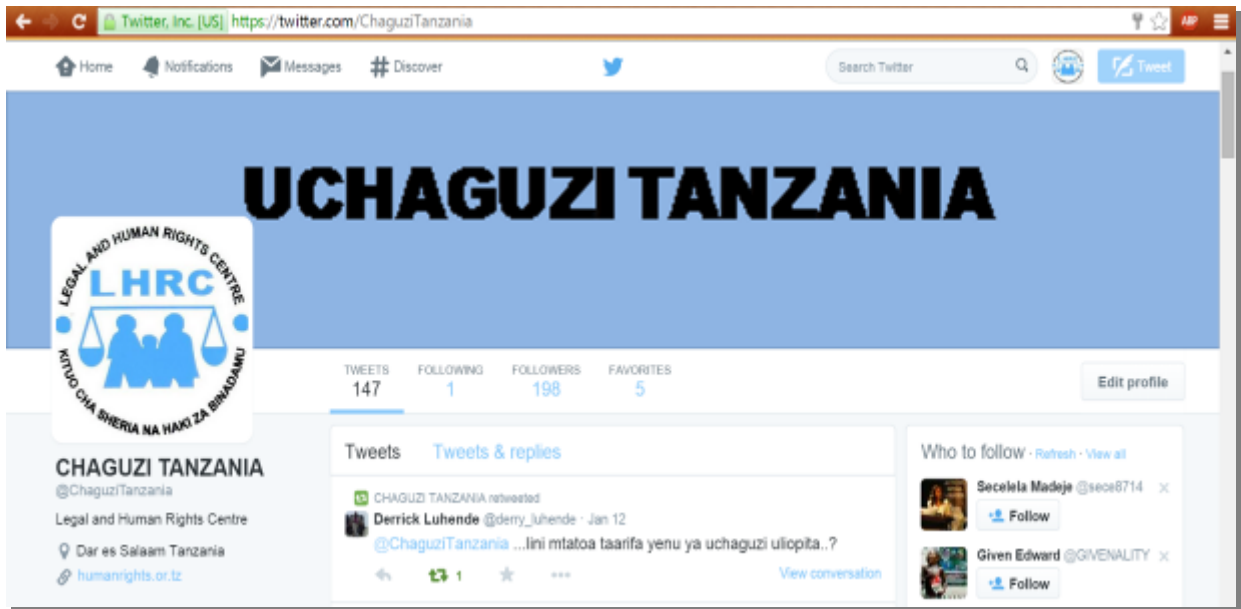 Twitter, Inc. [US] https://twitter.com/ChaguziTanzania
ABP
Home Notifications Messages # Discover Search Twitter Tweet
UCHAGUZI TANZANIA
LEGAL AND HUMAN RIGHTS CENTRE
LHRC
KITUO CHA SHERIA NA HAKI ZA BINADAMU
TWEETS FOLLOWING FOLLOWERS FAVORITES
147 1 198 5
Edit profile
CHAGUZI TANZANIA
@ChaguziTanzania
Legal and Human Rights Centre
Dar es Salaam Tanzania
humanrights.or.tz
Tweets Tweets & replies
CHAGUZI TANZANIA retweeted
Derrick Luhende @derry_luhende · Jan 12
@ChaguziTanzania ...lini mtatoa taarifa yenu ya uchaguzi uliopita..?
1 View conversation
Who to follow · Refresh · View all
Secelela Madeje @sece8714
Follow
Given Edward @GIVENALITY
Follow